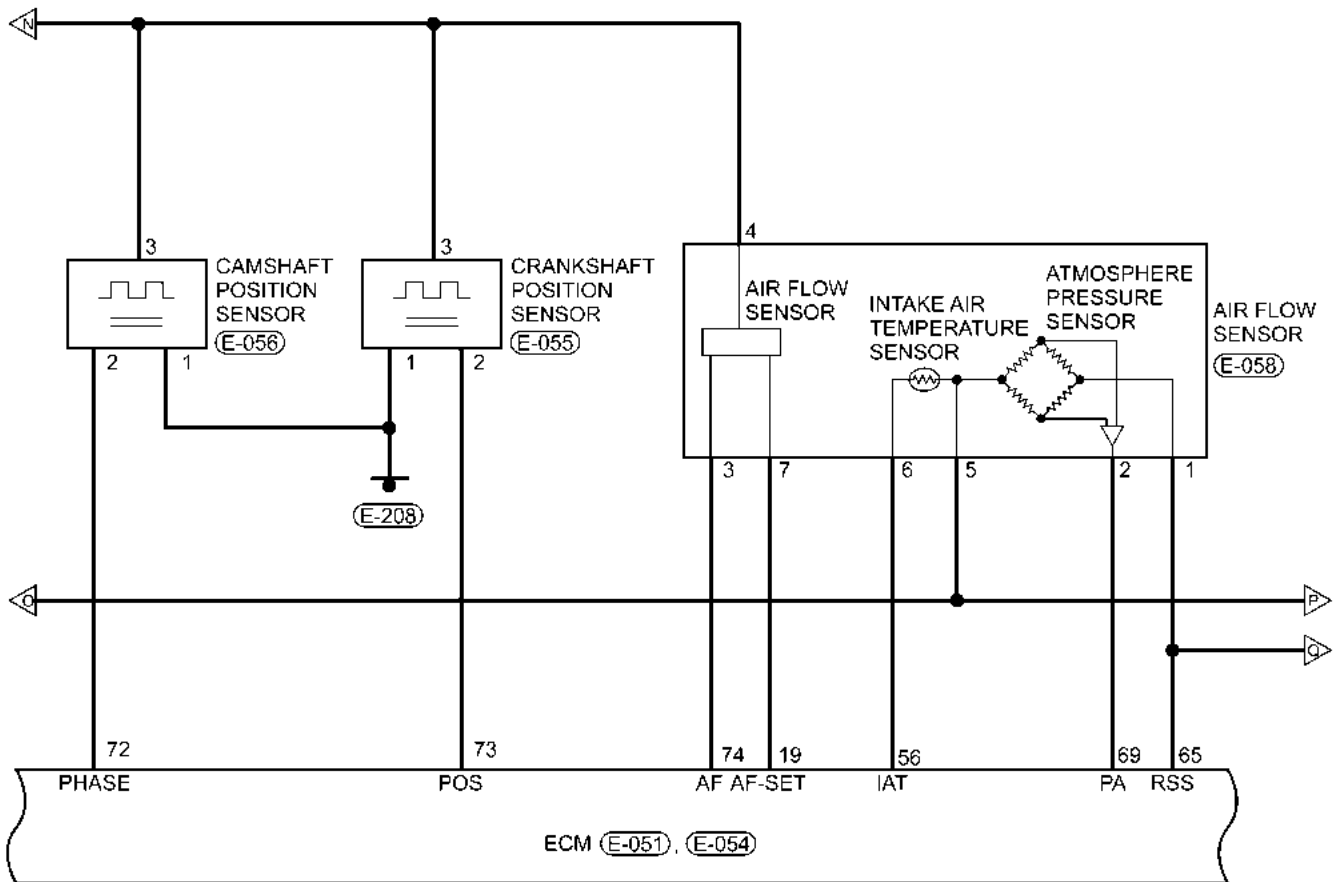 N
4
3
3
CAMSHAFT
POSITION
SENSOR
E-056
CRANKSHAFT
POSITION
SENSOR
E-055
AIR FLOW
SENSOR
INTAKE AIR
TEMPERATURE
SENSOR
ATMOSPHERE
PRESSURE
SENSOR
AIR FLOW
SENSOR
E-058
2 1
1 2
3 7 6 5 2 1
E-208
O
P
Q
72 73 74 19 56 69 65
PHASE POS AF AF-SET IAT PA RSS
ECM E-051, E-054